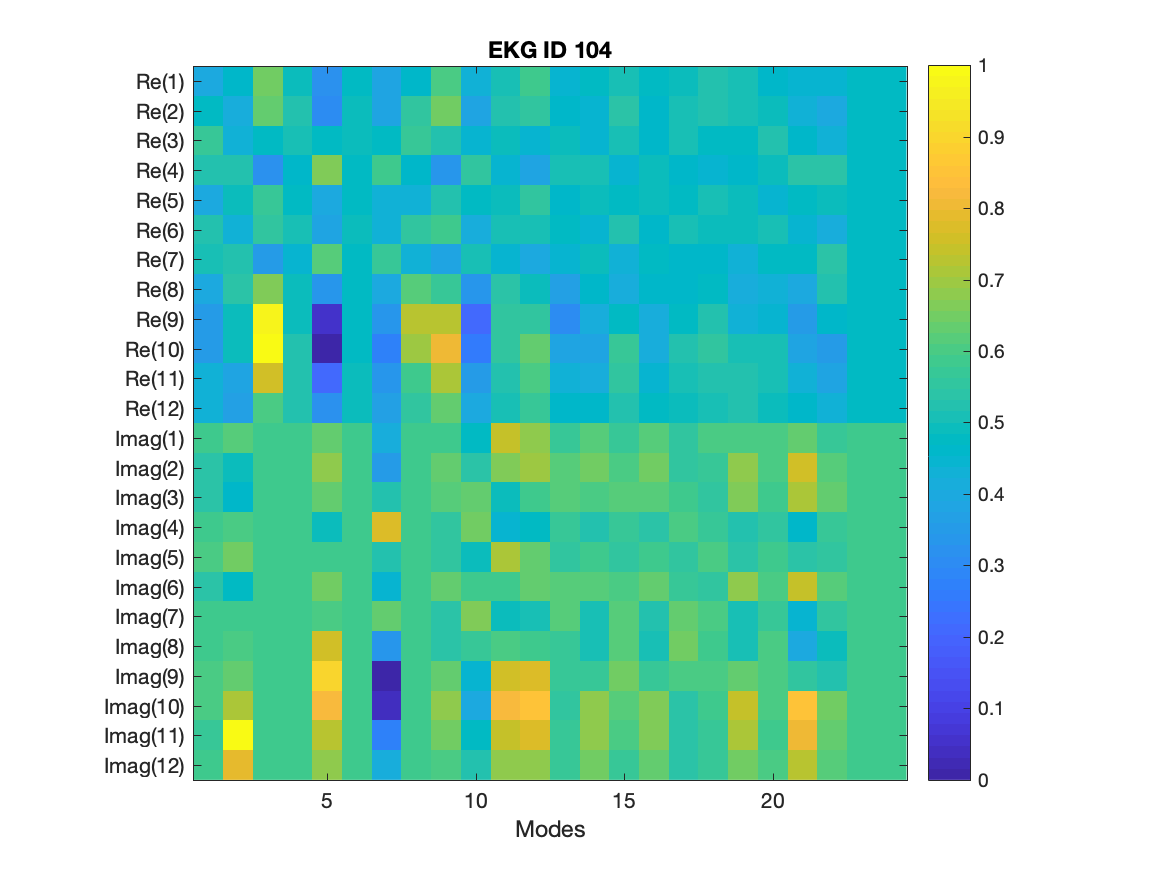 EKG ID 104
Re(1)
Re(2)
Re(3)
Re(4)
Re(5)
Re(6)
Re(7)
Re(8)
Re(9)
Re(10)
Re(11)
Re(12)
Imag(1)
Imag(2)
Imag(3)
Imag(4)
Imag(5)
Imag(6)
Imag(7)
Imag(8)
Imag(9)
Imag(10)
Imag(11)
Imag(12)
5 10 15 20
Modes
1
0.9
0.8
0.7
0.6
0.5
0.4
0.3
0.2
0.1
0